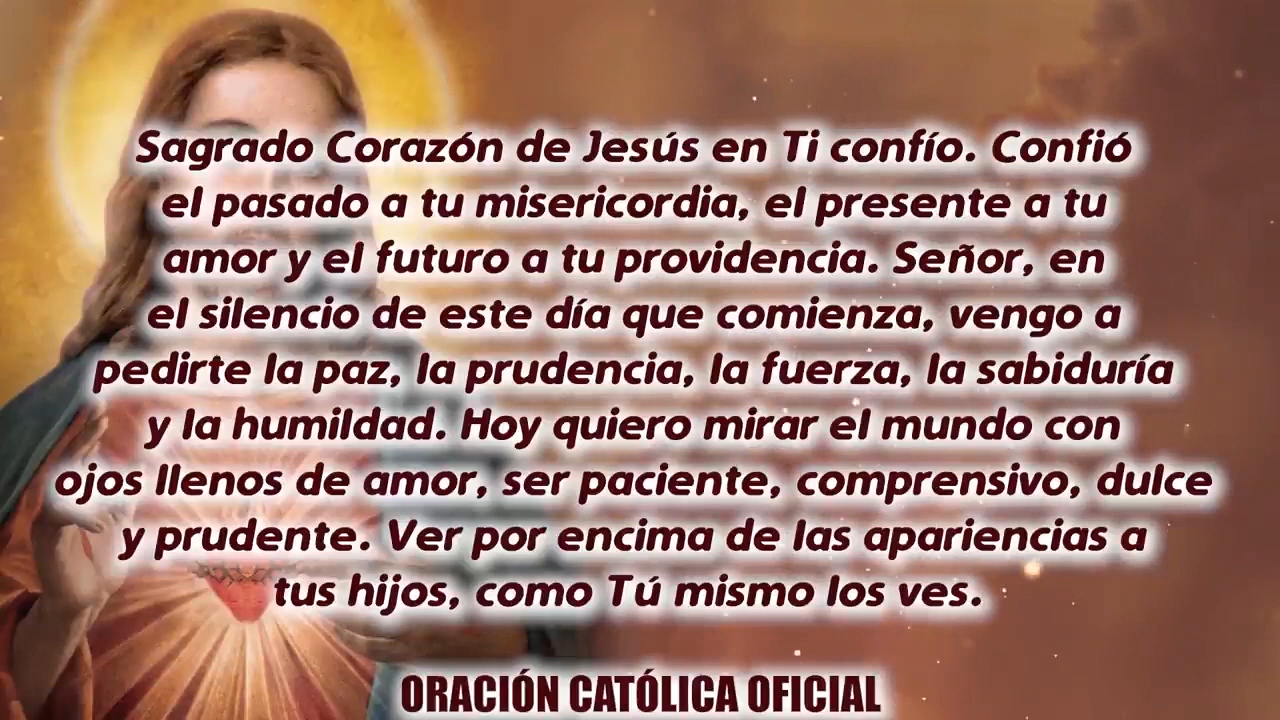 Sagrado Corazón de Jesús en Ti confío. Confió
el pasado a tu misericordia, el presente a tu
amor y el futuro a tu providencia. Señor, en
el silencio de este día que comienza, vengo a
pedirte la paz, la prudencia, la fuerza, la sabiduría
y la humildad. Hoy quiero mirar el mundo con
ojos llenos de amor, ser paciente, comprensivo, dulce
y prudente. Ver por encima de las apariencias a
tus hijos, como Tú mismo los ves.
ORACIÓN CATÓLICA OFICIAL